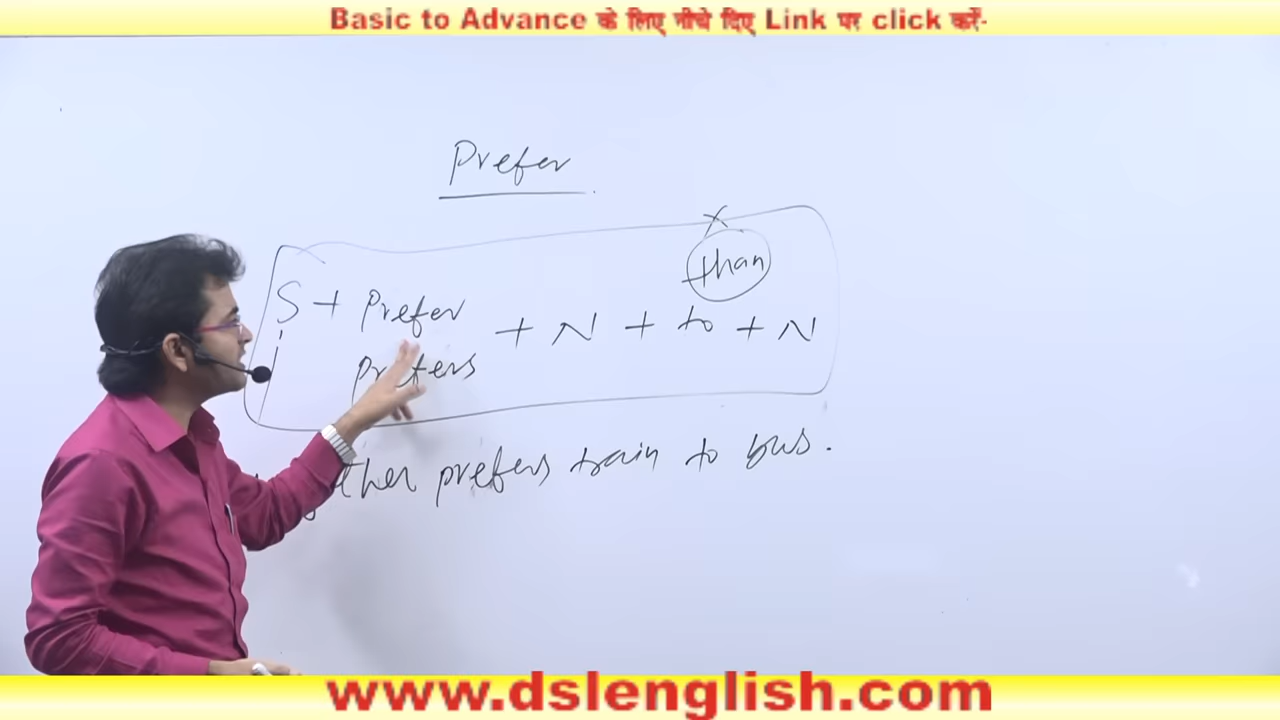 Basic to Advance के लिए नीचे दिए Link पर click करें-
Prefer
x
than
S + Prefer + N + to + N
Prefers
prefers train to bus.
www.dslenglish.com